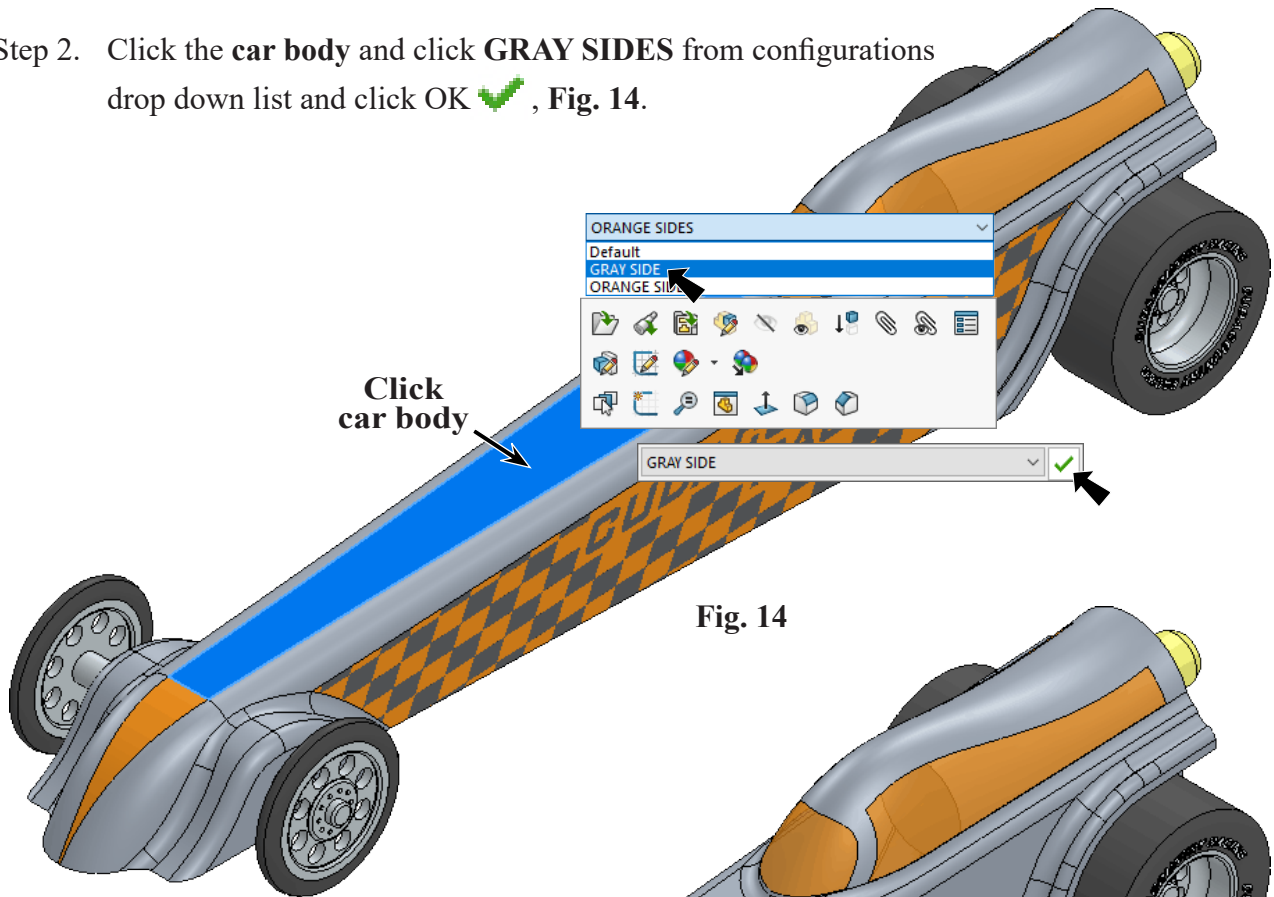 Step 2. Click the car body and click GRAY SIDES from configurations
drop down list and click OK , Fig. 14.
ORANGE SIDES
Default
GRAY SIDE
ORANGE
Click
car body
GRAY SIDE
Fig. 14